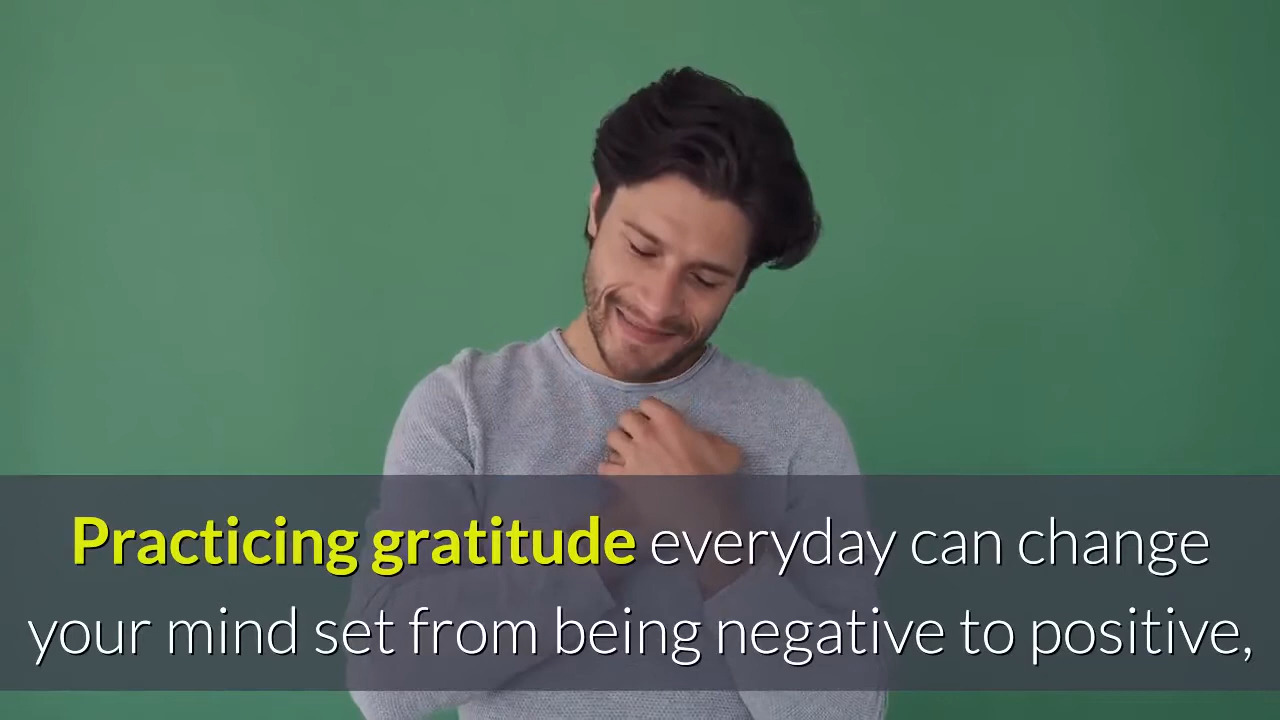 Practicing gratitude everyday can change
your mind set from being negative to positive,